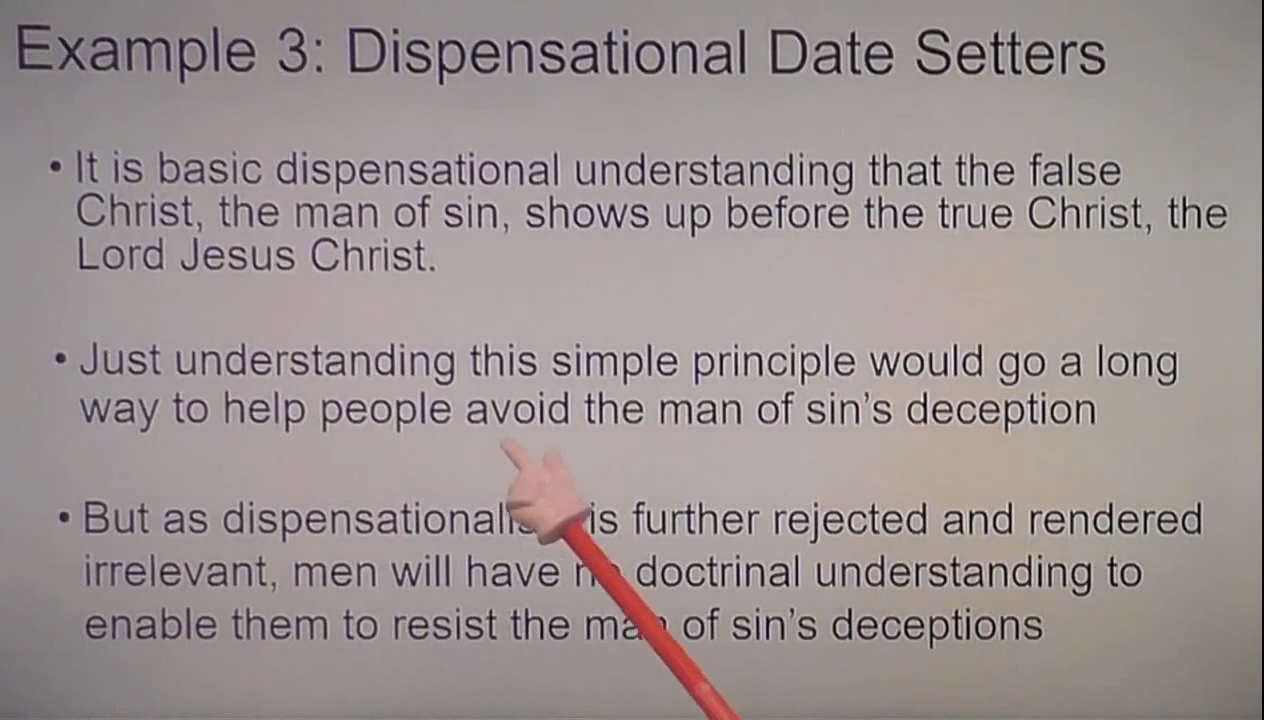 Example 3: Dispensational Date Setters
• It is basic dispensational understanding that the false
Christ, the man of sin, shows up before the true Christ, the
Lord Jesus Christ.
• Just understanding this simple principle would go a long
way to help people avoid the man of sin's deception
• But as is further rejected and rendered
irrelevant, men will have doctrinal understanding to
enable them to resist the man of sin's deceptions